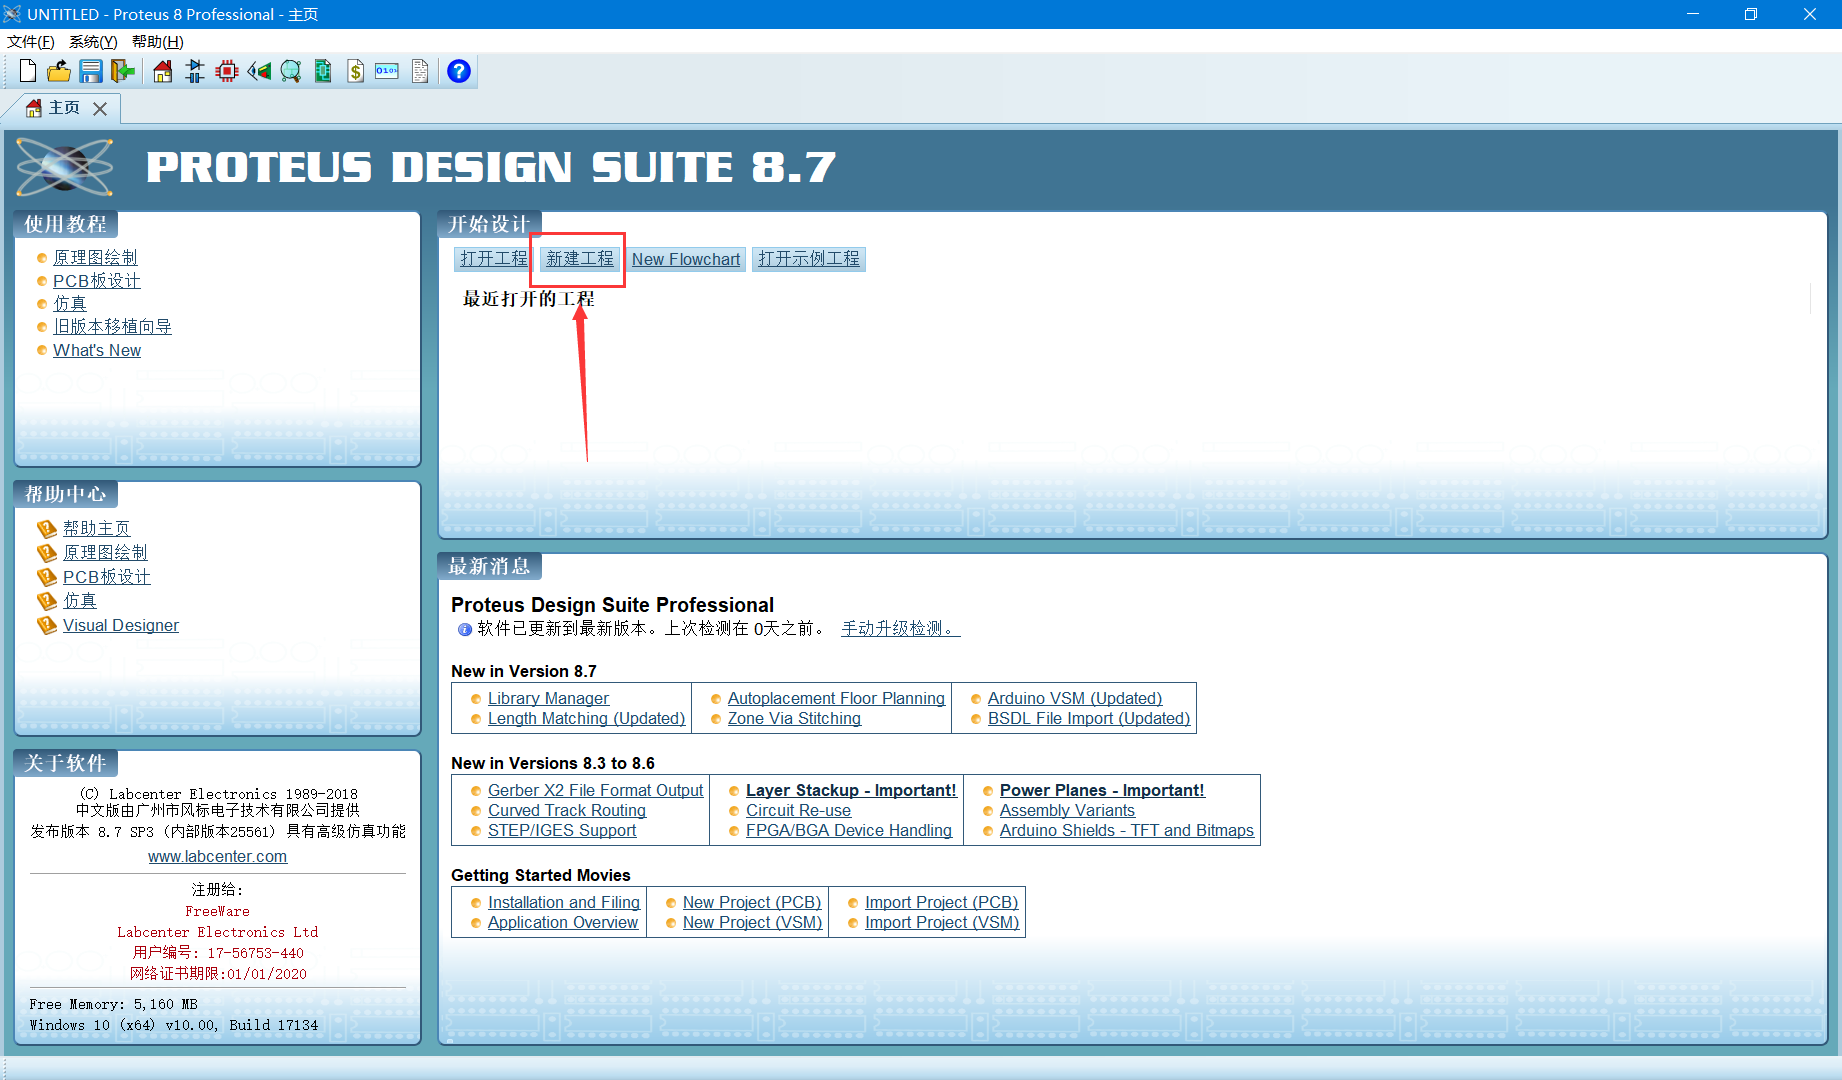 UNTITLED - Proteus 8 Professional - 主页
文件(F) 系统(Y) 帮助(H)
主页
PROTEUS DESIGN SUITE 8.7
使用教程
原理图绘制
PCB板设计
仿真
旧版本移植向导
What's New
帮助中心
帮助主页
原理图绘制
PCB板设计
仿真
Visual Designer
关于软件
(C) Labcenter Electronics 1989-2018
中文版由广州市风标电子技术有限公司提供
发布版本 8.7 SP3 (内部版本25561) 具有高级仿真功能
www.labcenter.com
注册给:
FreeWare
Labcenter Electronics Ltd
用户编号: 17-56753-440
网络证书期限:01/01/2020
Free Memory: 5,160 MB
Windows 10 (x64) v10.00, Build 17134
开始设计
打开工程 新建工程 New Flowchart 打开示例工程
最近打开的工程
最新消息
Proteus Design Suite Professional
软件已更新到最新版本。上次检测在 0天之前。 手动升级检测。
New in Version 8.7
Library Manager Autoplacement Floor Planning Arduino VSM (Updated)
Length Matching (Updated) Zone Via Stitching BSDL File Import (Updated)
New in Versions 8.3 to 8.6
Gerber X2 File Format Output Layer Stackup - Important! Power Planes - Important!
Curved Track Routing Circuit Re-use Assembly Variants
STEP/IGES Support FPGA/BGA Device Handling Arduino Shields - TFT and Bitmaps
Getting Started Movies
Installation and Filing New Project (PCB) Import Project (PCB)
Application Overview New Project (VSM) Import Project (VSM)